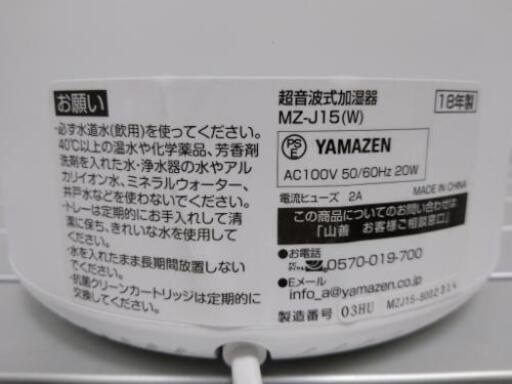 お願い
・必ず水道水(飲用)を使ってください。
40℃以上の温水や化学薬品、芳香剤
洗剤を入れた水・浄水器の水やアル
カリイオン水、ミネラルウォーター、
井戸水などを使わないでください。
・トレーは定期的にお手入れして清
潔に保ち、きれいな水を使用して
ください。
・水を入れたまま長期間放置しない
でください。
・抗菌クリーンカートリッジは定期的に
交換してください。
超音波式加湿器
MZ-J15(W)
18年製
PSE YAMAZEN
AC100V 50/60Hz 20W
電流ヒューズ 2A
MADE IN CHINA
この商品についてのお問い合わせは
「山善 お客様ご相談窓口」
●お電話
0570-019-700
●Eメール
info_a@yamazen.co.jp
製造番号 03HU MZJ15-S002314